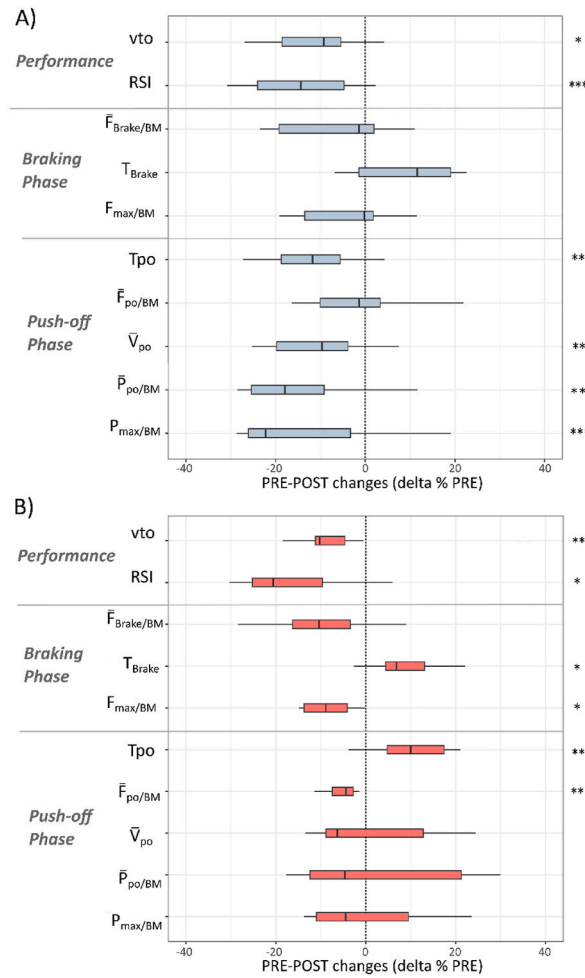 A)
Performance
vto
*
RSI
***
Braking
Phase
F̄Brake/BM
TBrake
Fmax/BM
Push-off
Phase
Tpo
**
F̄po/BM
V̄po
**
P̄po/BM
**
Pmax/BM
**
-40 -20 0 20 40
PRE-POST changes (delta % PRE)
B)
Performance
vto
**
RSI
*
Braking
Phase
F̄Brake/BM
TBrake
*
Fmax/BM
*
Push-off
Phase
Tpo
**
F̄po/BM
**
V̄po
P̄po/BM
Pmax/BM
-40 -20 0 20 40
PRE-POST changes (delta % PRE)